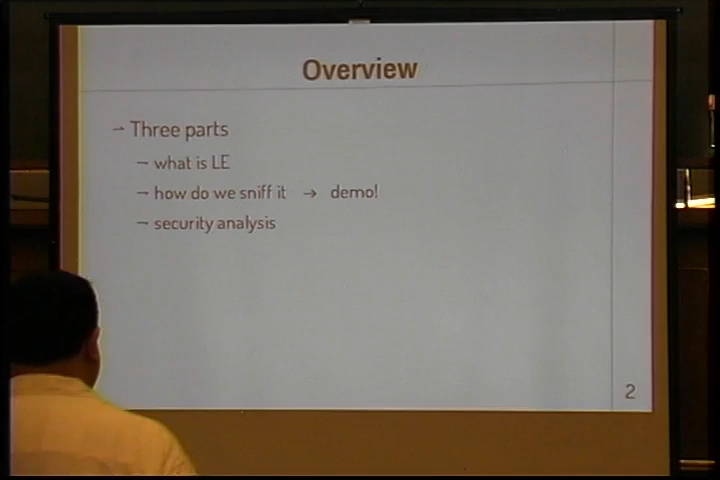 Overview
→ Three parts
– what is LE
– how do we sniff it → demo!
– security analysis
2